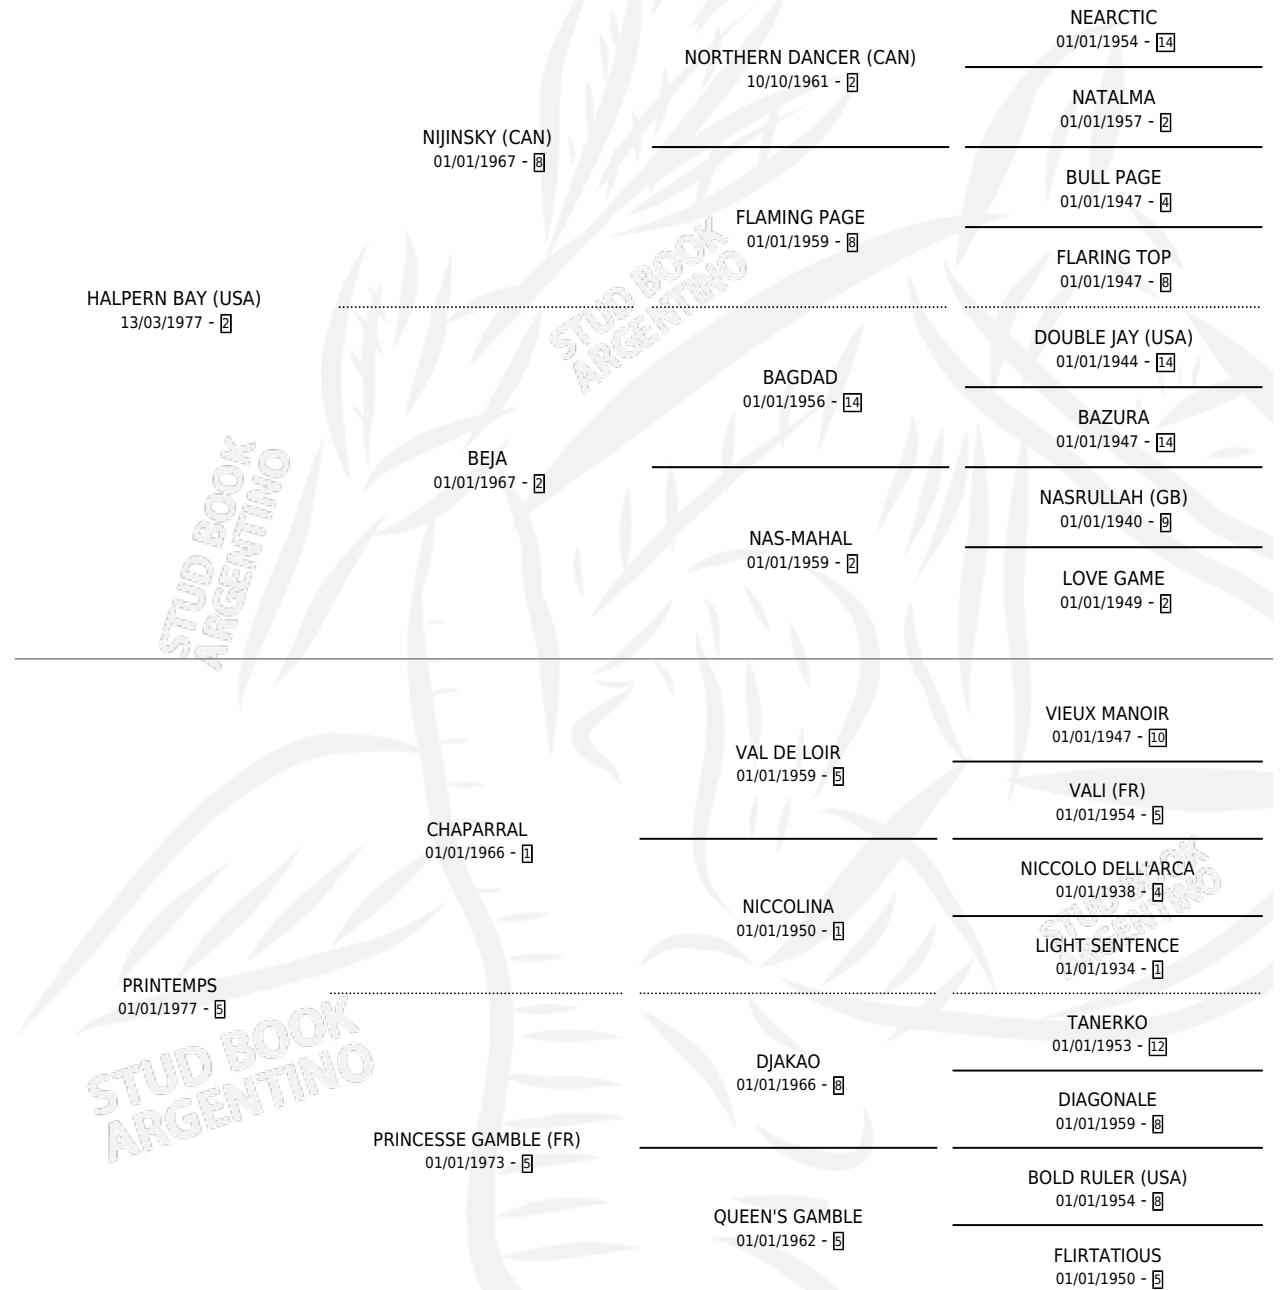 NEARCTIC
01/01/1954 - 14
NORTHERN DANCER (CAN)
10/10/1961 - 2
NATALMA
01/01/1957 - 2
NIJINSKY (CAN)
01/01/1967 - 8
BULL PAGE
01/01/1947 - 4
FLAMING PAGE
01/01/1959 - 8
FLARING TOP
01/01/1947 - 8
HALPERN BAY (USA)
13/03/1977 - 2
STUD BOOK
ARGENTINO
DOUBLE JAY (USA)
01/01/1944 - 14
BAGDAD
01/01/1956 - 14
BAZURA
01/01/1947 - 14
BEJA
01/01/1967 - 2
NASRULLAH (GB)
01/01/1940 - 9
NAS-MAHAL
01/01/1959 - 2
LOVE GAME
01/01/1949 - 2
STUD BOOK
ARGENTINO
VIEUX MANOIR
01/01/1947 - 10
VAL DE LOIR
01/01/1959 - 5
VALI (FR)
01/01/1954 - 5
CHAPARRAL
01/01/1966 - 1
NICCOLO DELL'ARCA
01/01/1938 - 4
NICCOLINA
01/01/1950 - 1
LIGHT SENTENCE
01/01/1934 - 1
STUD BOOK
ARGENTINO
PRINTEMPS
01/01/1977 - 5
TANERKO
01/01/1953 - 12
DJAKAO
01/01/1966 - 8
DIAGONALE
01/01/1959 - 8
STUD BOOK
ARGENTINO
PRINCESSE GAMBLE (FR)
01/01/1973 - 5
BOLD RULER (USA)
01/01/1954 - 8
QUEEN'S GAMBLE
01/01/1962 - 5
FLIRTATIOUS
01/01/1950 - 5